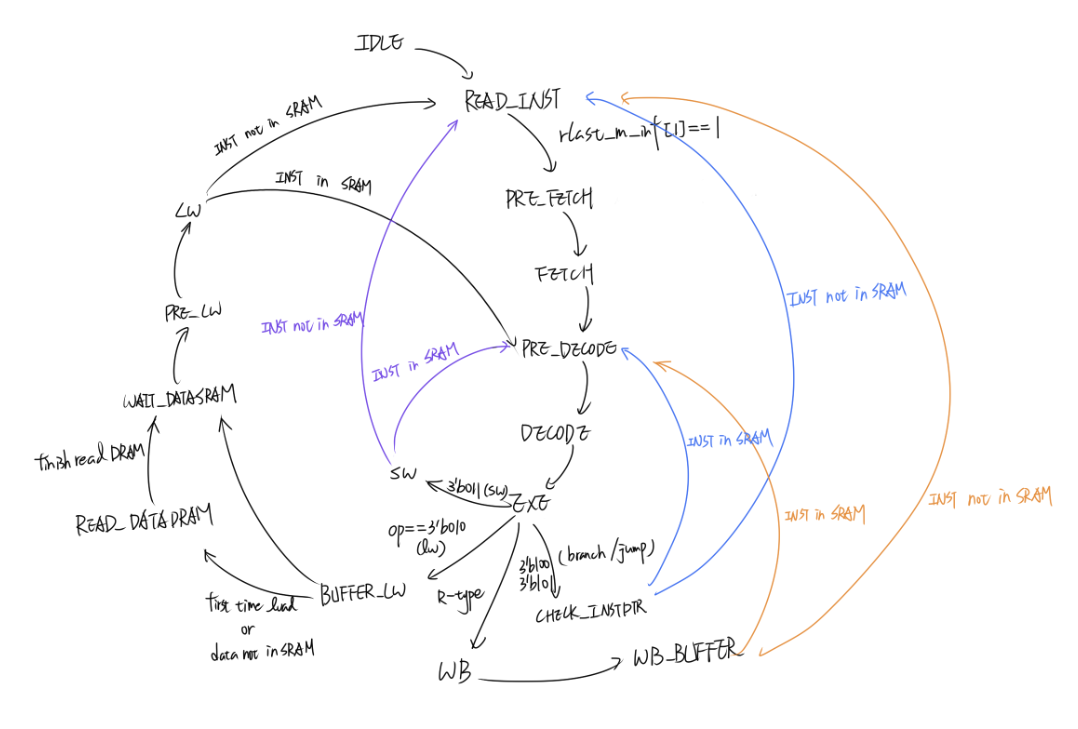 IDLE
READ_INST
rlast_m_inf[1]==1
INST not in SRAM
INST in SRAM
LW
PRE_FETCH
FETCH
PRE_LW
INST not in SRAM
INST not in SRAM
INST in SRAM
PRE_DECODE
WAIT_DATASRAM
DECODE
INST in SRAM
finish read DRAM
SW
3'b011(sw)
EXE
INST not in SRAM
INST in SRAM
READ_DATADRAM
op==3'b010
(lw)
(branch/jump)
3'b100
3'b101
R-type
BUFFER_LW
first time load
or
data not in SRAM
CHECK_INSTPTR
WB
WB_BUFFER